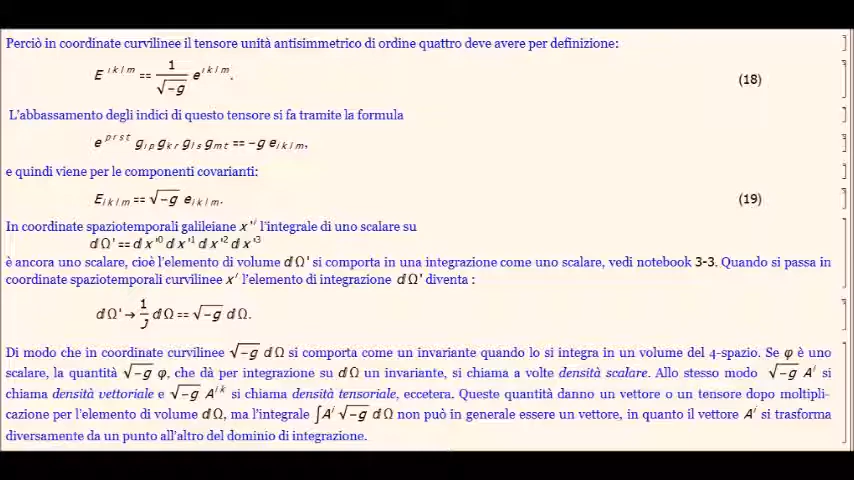 Perciò in coordinate curvilinee il tensore unità antisimmetrico di ordine quattro deve avere per definizione:
E^{iklm} == \frac{1}{\sqrt{-g}} e^{iklm}. (18)
L'abbassamento degli indici di questo tensore si fa tramite la formula
e^{prst} g_{ip} g_{kr} g_{ls} g_{mt} == -g e_{iklm},
e quindi viene per le componenti covarianti:
E_{iklm} == \sqrt{-g} e_{iklm}. (19)
In coordinate spaziotemporali galileiane x'^i l'integrale di uno scalare su
dΩ' == dx'^0 dx'^1 dx'^2 dx'^3
è ancora uno scalare, cioè l'elemento di volume dΩ' si comporta in una integrazione come uno scalare, vedi notebook 3-3. Quando si passa in
coordinate spaziotemporali curvilinee x^i l'elemento di integrazione dΩ' diventa :
dΩ' → \frac{1}{J} dΩ == \sqrt{-g} dΩ.
Di modo che in coordinate curvilinee \sqrt{-g} dΩ si comporta come un invariante quando lo si integra in un volume del 4-spazio. Se φ è uno
scalare, la quantità \sqrt{-g} φ, che dà per integrazione su dΩ un invariante, si chiama a volte densità scalare. Allo stesso modo \sqrt{-g} A^i si
chiama densità vettoriale e \sqrt{-g} A^{ik} si chiama densità tensoriale, eccetera. Queste quantità danno un vettore o un tensore dopo moltipli-
cazione per l'elemento di volume dΩ, ma l'integrale ∫A^i \sqrt{-g} dΩ non può in generale essere un vettore, in quanto il vettore A^i si trasforma
diversamente da un punto all'altro del dominio di integrazione.